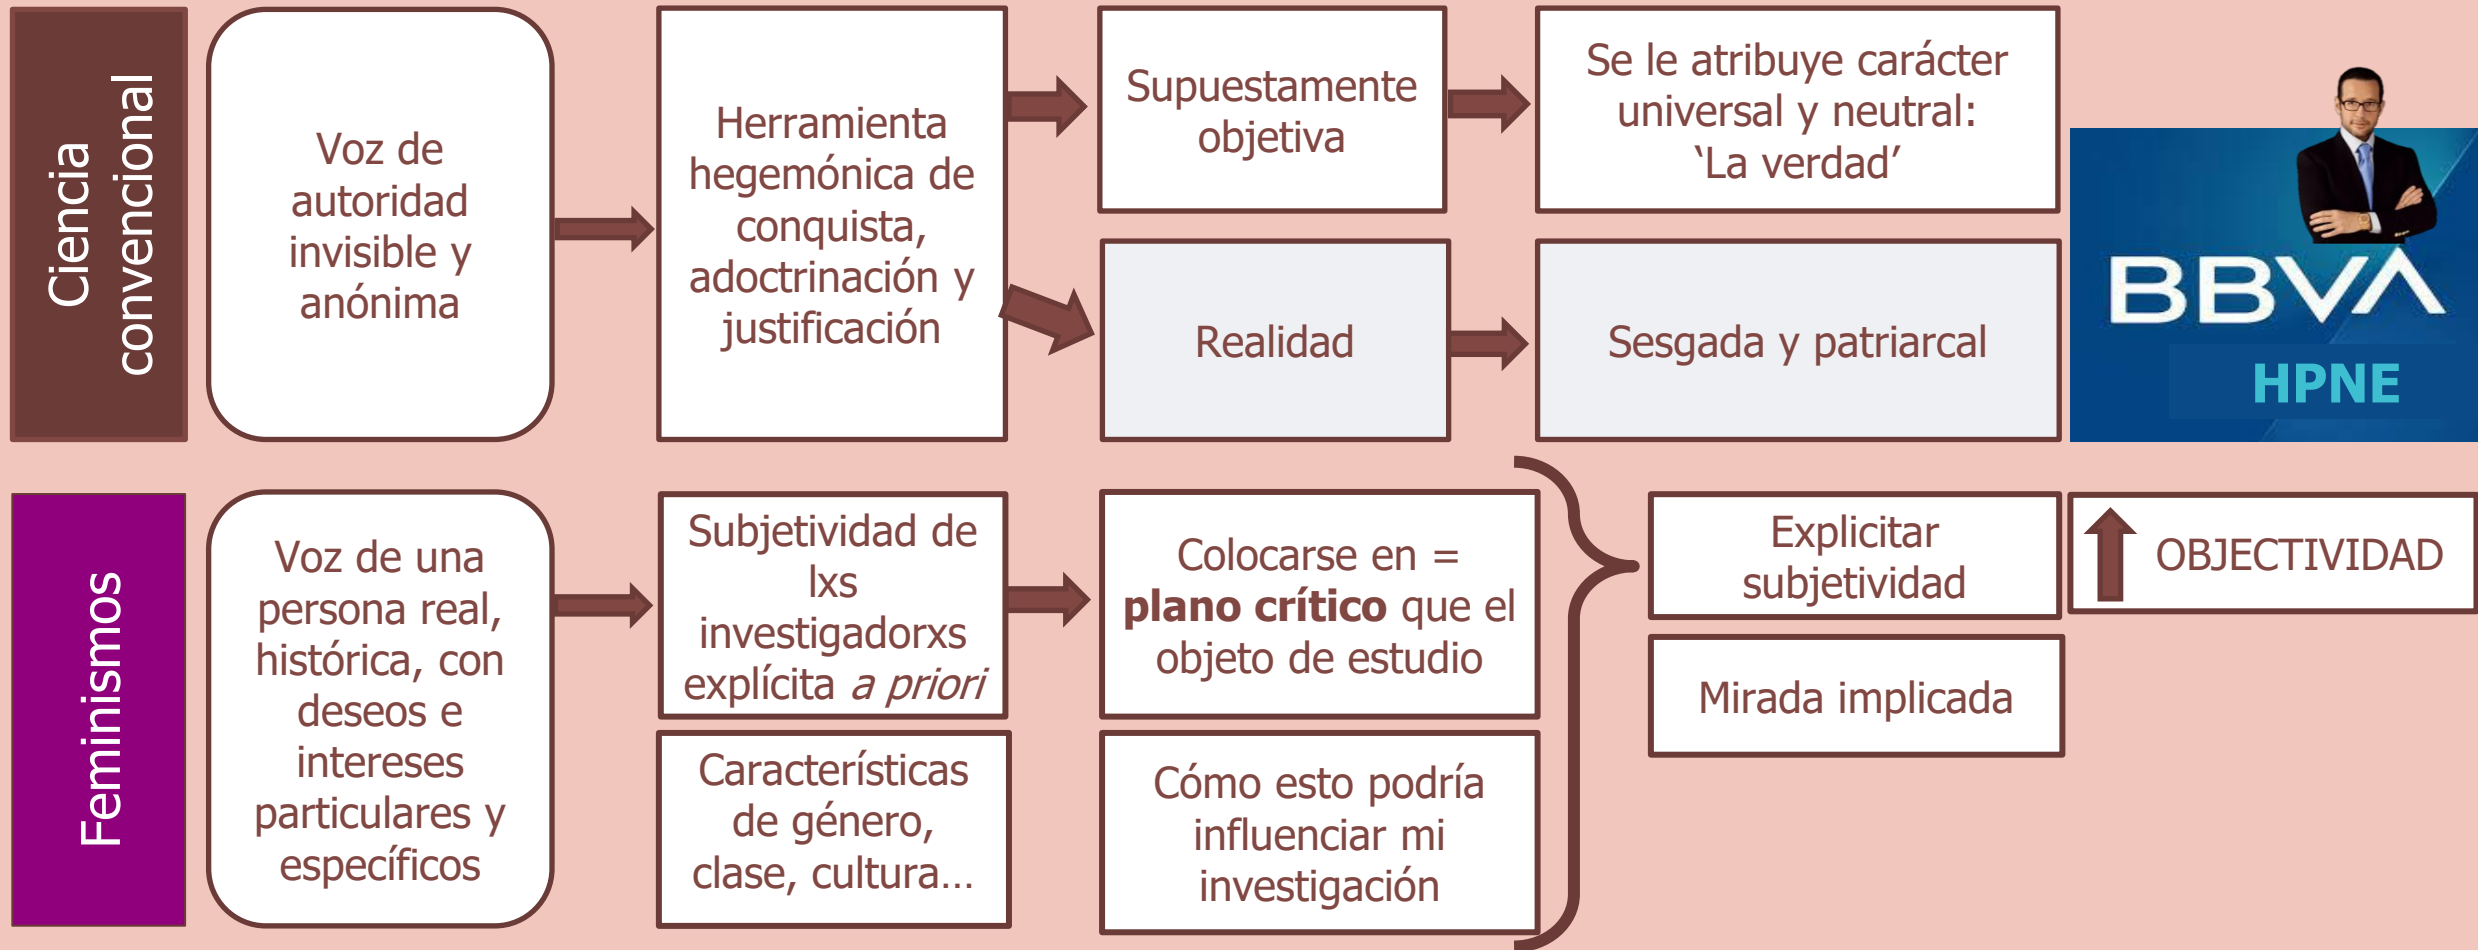 Ciencia
convencional
Voz de
autoridad
invisible y
anónima
Herramienta
hegemónica de
conquista,
adoctrinación y
justificación
Supuestamente
objetiva
Se le atribuye carácter
universal y neutral:
‘La verdad’
Realidad
Sesgada y patriarcal
BBVA
HPNE
Feminismos
Voz de una
persona real,
histórica, con
deseos e
intereses
particulares y
específicos
Subjetividad de
lxs
investigadorxs
explícita a priori
Características
de género,
clase, cultura…
Colocarse en =
plano crítico que el
objeto de estudio
Cómo esto podría
influenciar mi
investigación
Explicitar
subjetividad
Mirada implicada
OBJECTIVIDAD